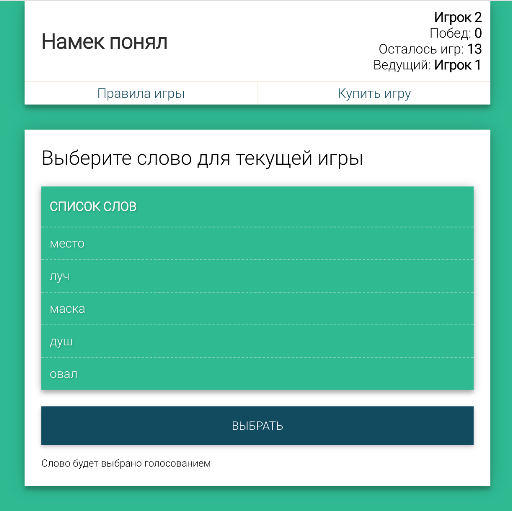 Намек понял
Игрок 2
Побед: 0
Осталось игр: 13
Ведущий: Игрок 1
Правила игры
Купить игру
Выберите слово для текущей игры
СПИСОК СЛОВ
место
луч
маска
душ
овал
ВЫБРАТЬ
Слово будет выбрано голосованием